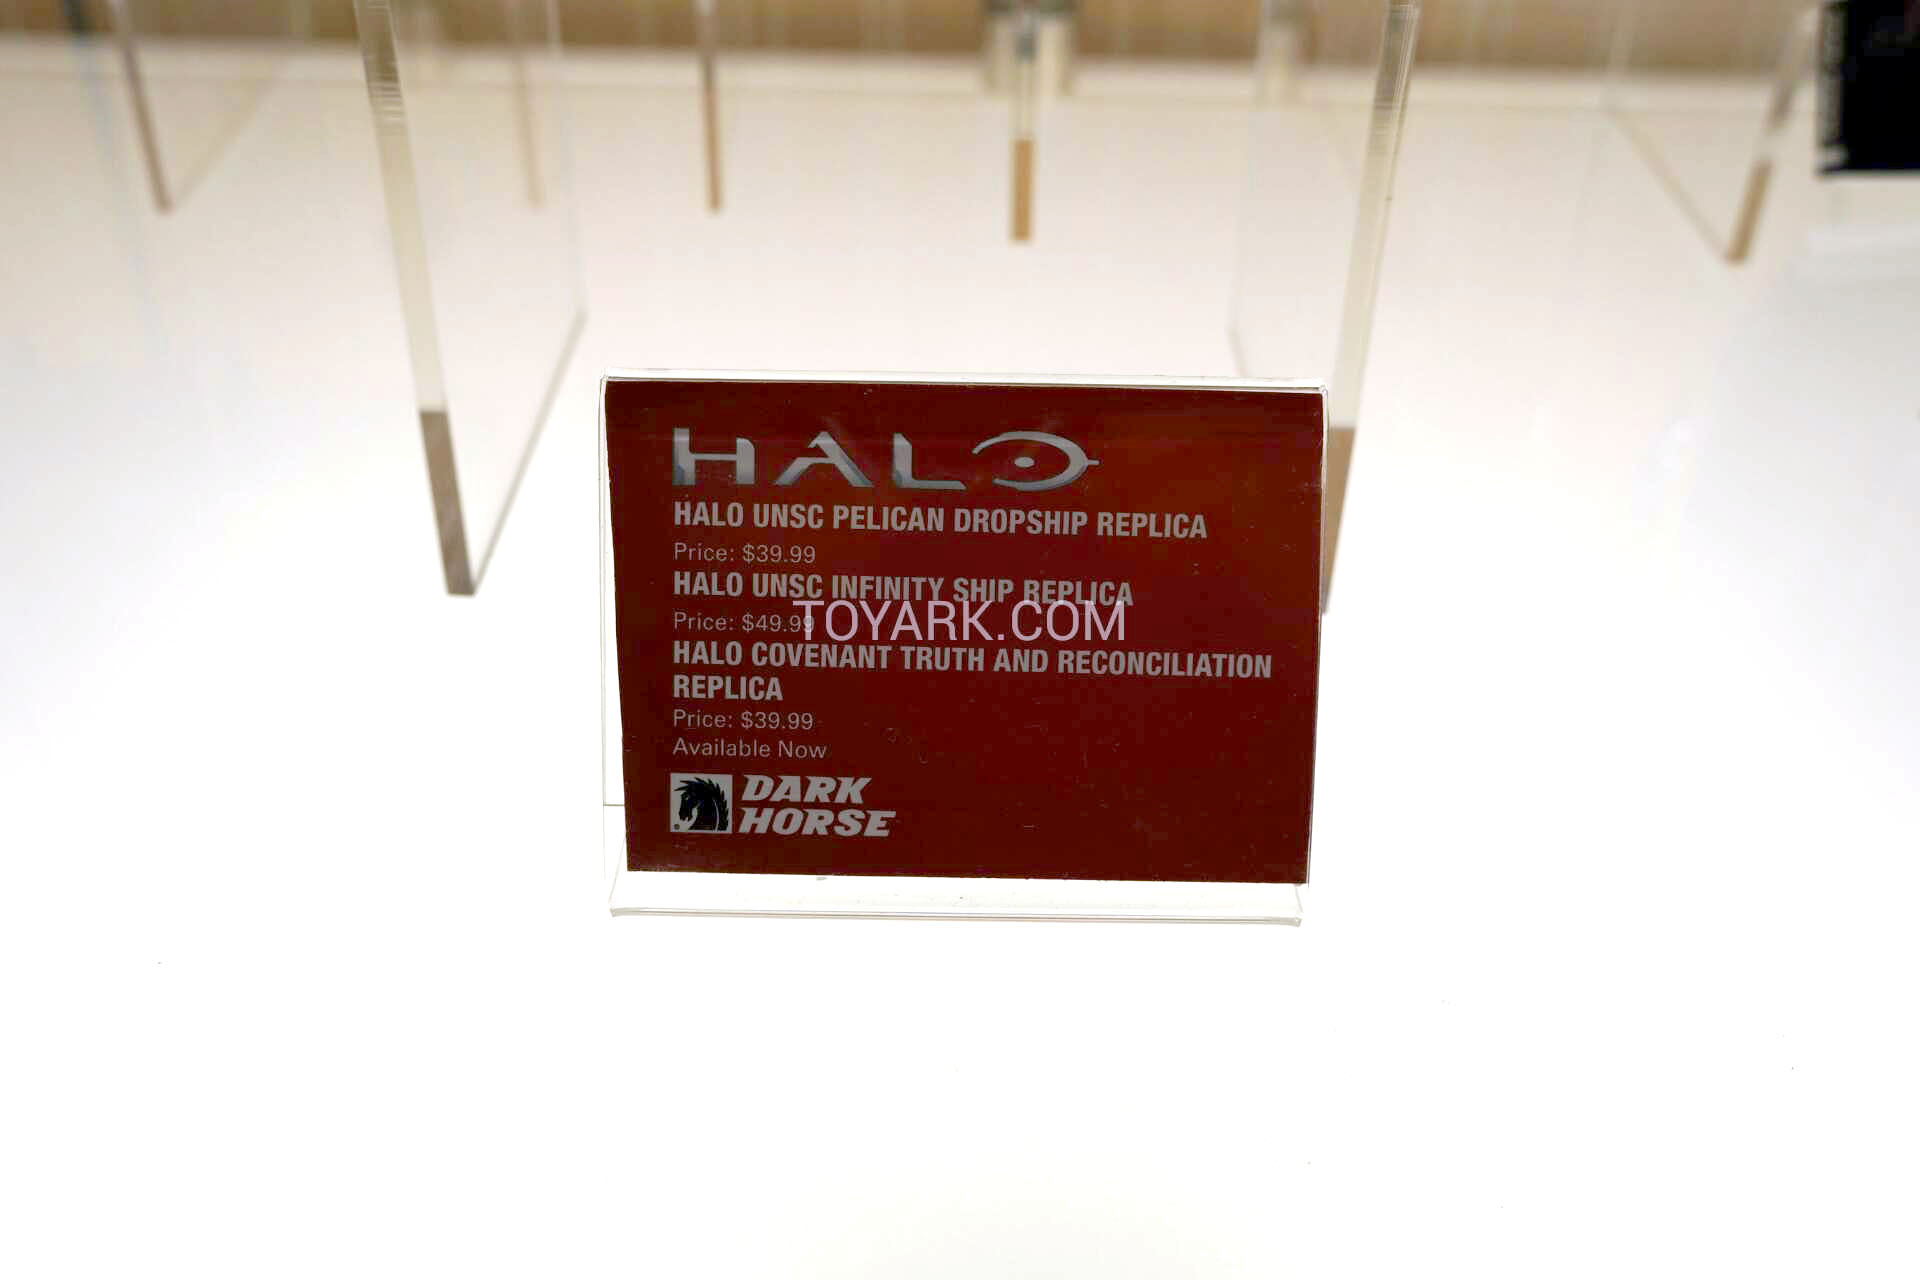 HALO
HALO UNSC PELICAN DROPSHIP REPLICA
Price: $39.99
HALO UNSC INFINITY SHIP REPLICA
Price: $49.99
TOYARK.COM
HALO COVENANT TRUTH AND RECONCILIATION
REPLICA
Price: $39.99
Available Now
DARK
HORSE